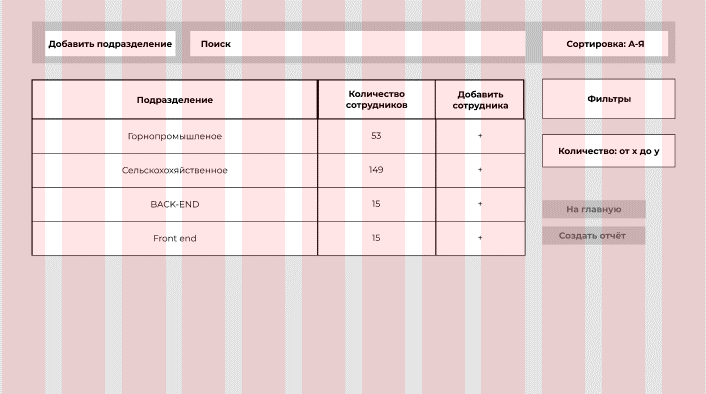 Добавить подразделение
Поиск
Сортировка: А-Я
Подразделение
Количество
сотрудников
Добавить
сотрудника
Фильтры
Горнопромышленое
53
+
Количество: от x до y
Сельскохохяйственное
149
+
BACK-END
15
+
На главную
Front end
15
+
Создать отчёт